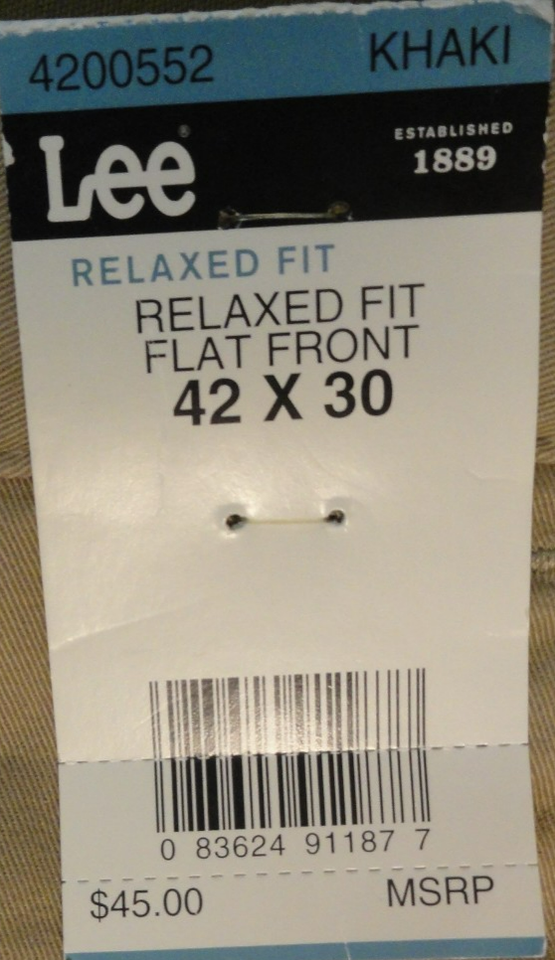 4200552 KHAKI
Lee®
ESTABLISHED
1889
RELAXED FIT
RELAXED FIT
FLAT FRONT
42 X 30
0 83624 91187 7
$45.00 MSRP